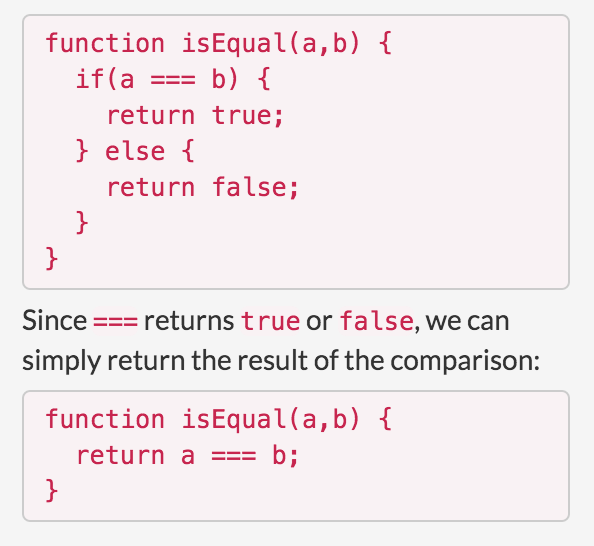 function isEqual(a,b) {
  if(a === b) {
    return true;
  } else {
    return false;
  }
}
Since === returns true or false, we can
simply return the result of the comparison:
function isEqual(a,b) {
  return a === b;
}